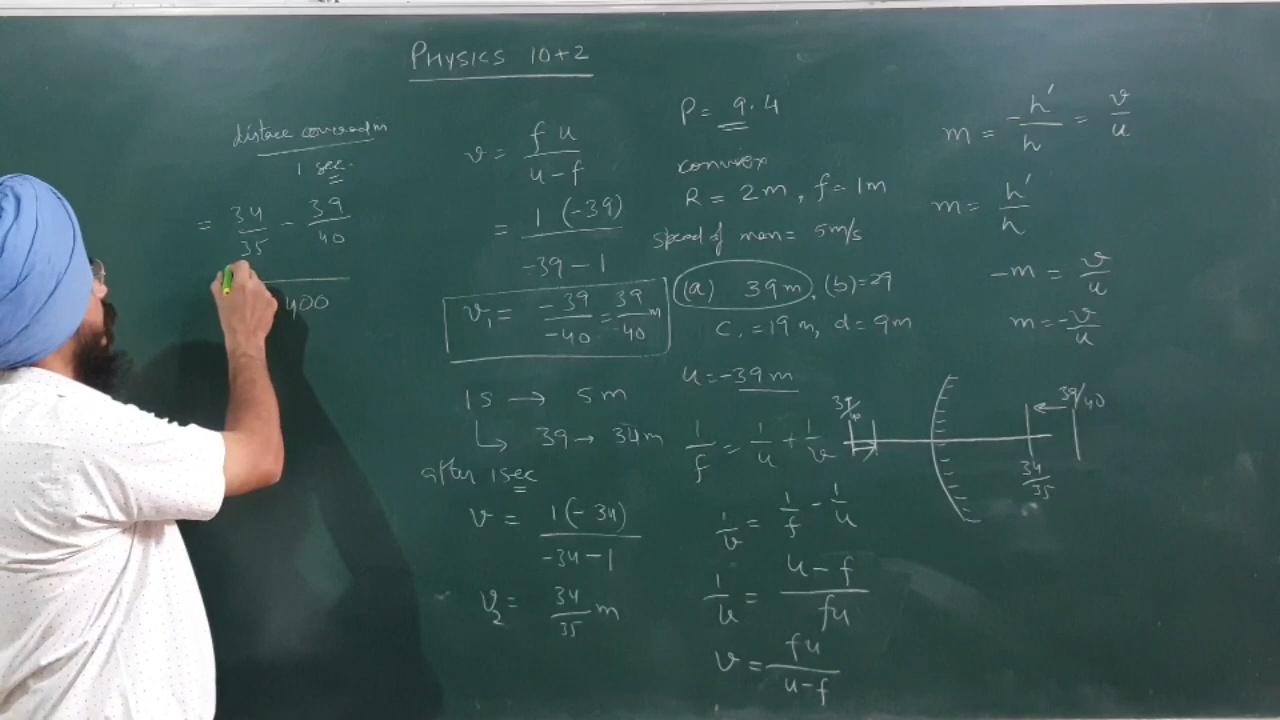 PHYSICS 10+2
distace covered in
1 sec.
= 34/35 - 39/40
400
v = f u / u - f
= 1 (-39) / -39 - 1
v₁ = -39 / -40 = 39/40 m
1s → 5m
↳ 39 → 34m
after 1sec
v = 1(-34) / -34 - 1
v₂ = 34/35 m
P = 9.4
convex
R = 2m, f = 1m
speed of man = 5m/s
(a) 39m, (b) = 29
c, = 19m, d = 9m
u = -39m
1/f = 1/u + 1/v
1/v = 1/f - 1/u
1/u = u - f / fu
v = fu / u-f
m = -h'/h = v/u
m = h'/h
-m = v/u
m = -v/u
39/40
34/35